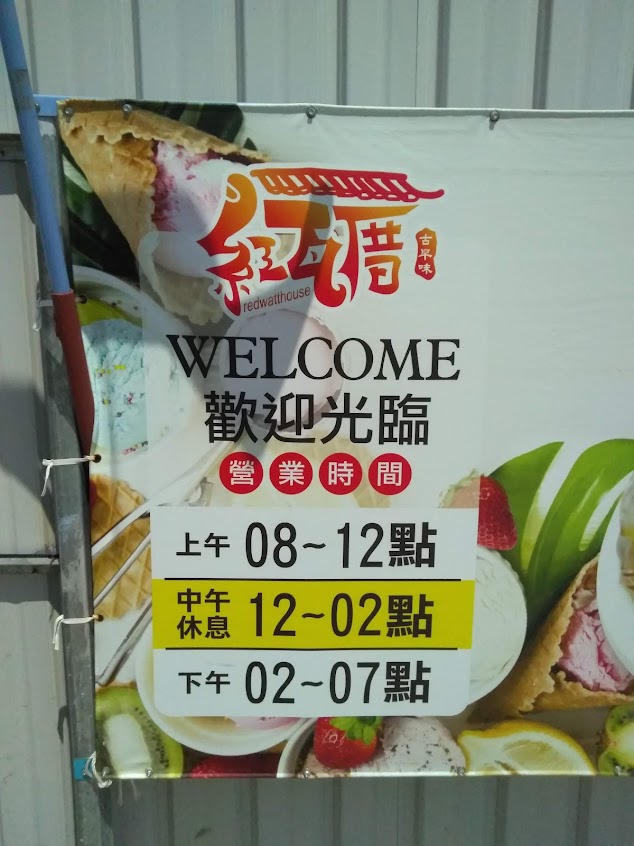 紅瓦厝
古早味
redwatthouse
WELCOME
歡迎光臨
營業時間
上午 08~12點
中午休息 12~02點
下午 02~07點